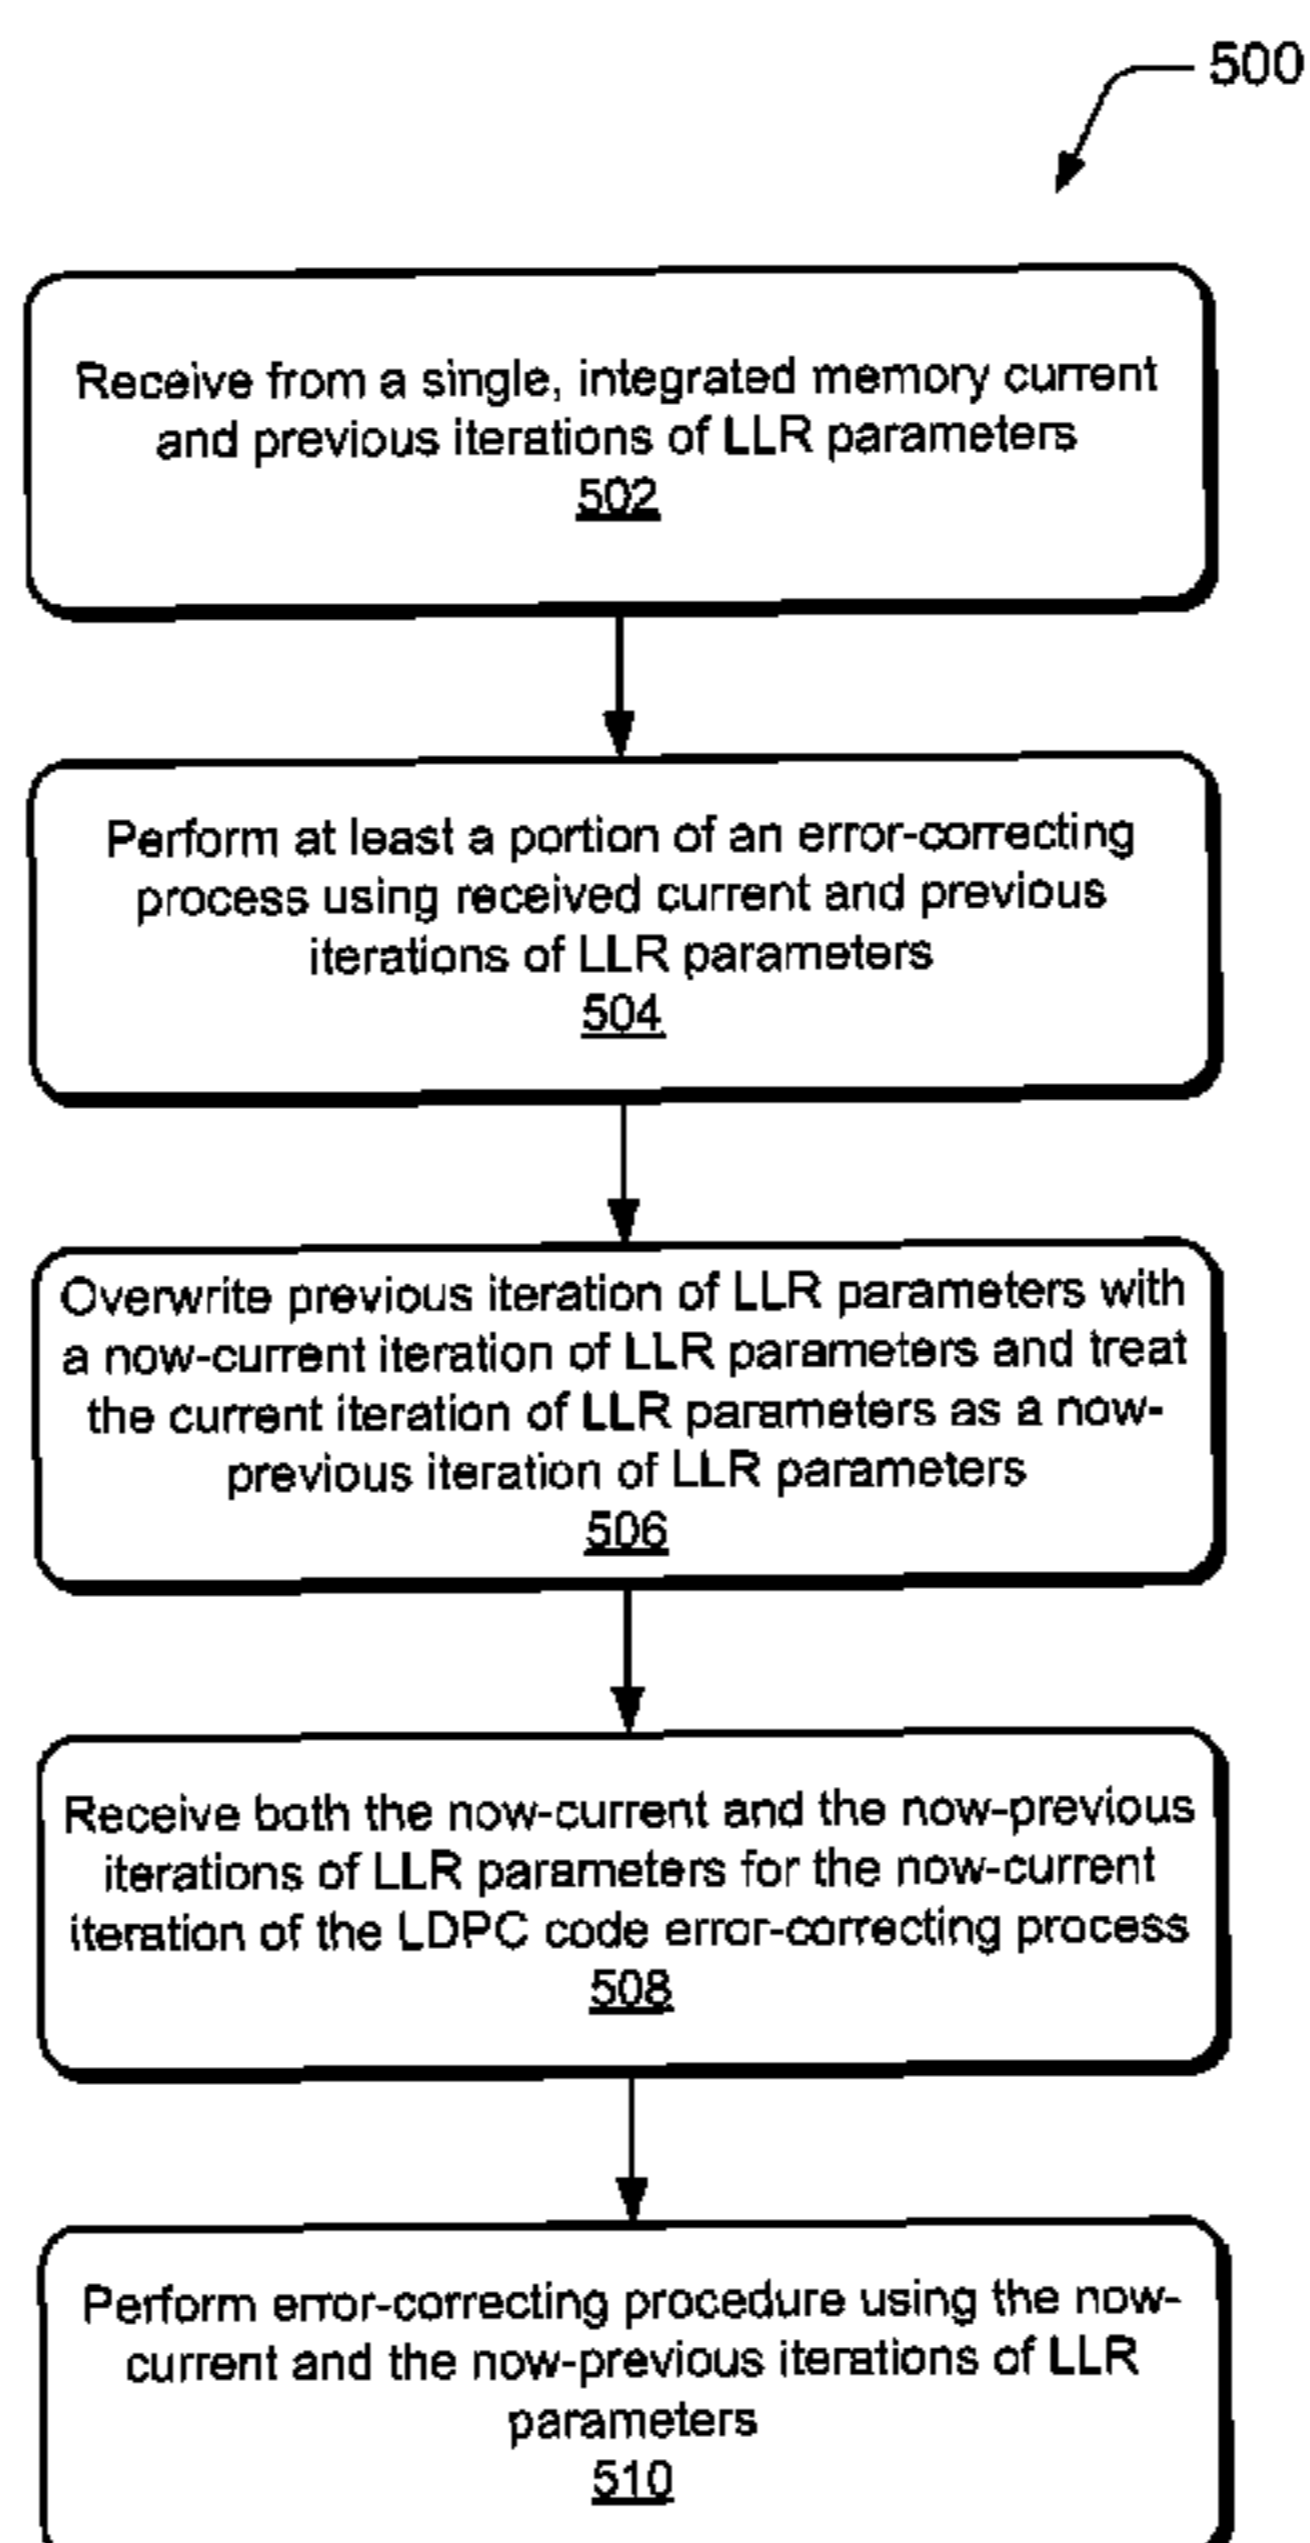 500
Receive from a single, integrated memory current
and previous iterations of LLR parameters
502
Perform at least a portion of an error-correcting
process using received current and previous
iterations of LLR parameters
504
Overwrite previous iteration of LLR parameters with
a now-current iteration of LLR parameters and treat
the current iteration of LLR parameters as a now-
previous iteration of LLR parameters
506
Receive both the now-current and the now-previous
iterations of LLR parameters for the now-current
iteration of the LDPC code error-correcting process
508
Perform error-correcting procedure using the now-
current and the now-previous iterations of LLR
parameters
510